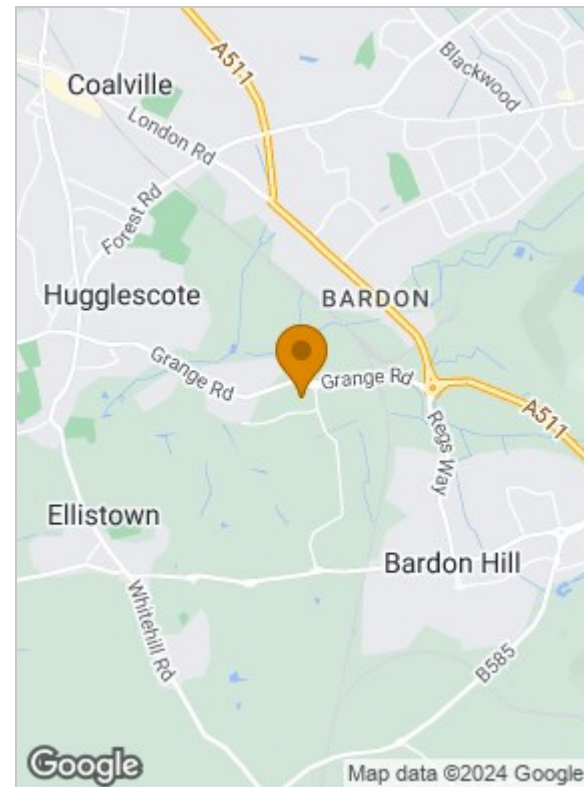 A511
Blackwood
Coalville
London Rd
Forest Rd
Hugglescote
BARDON
Grange Rd
Grange Rd
A511
Regs Way
Ellistown
Bardon Hill
Whitehill Rd
B585
Google
Map data ©2024 Google